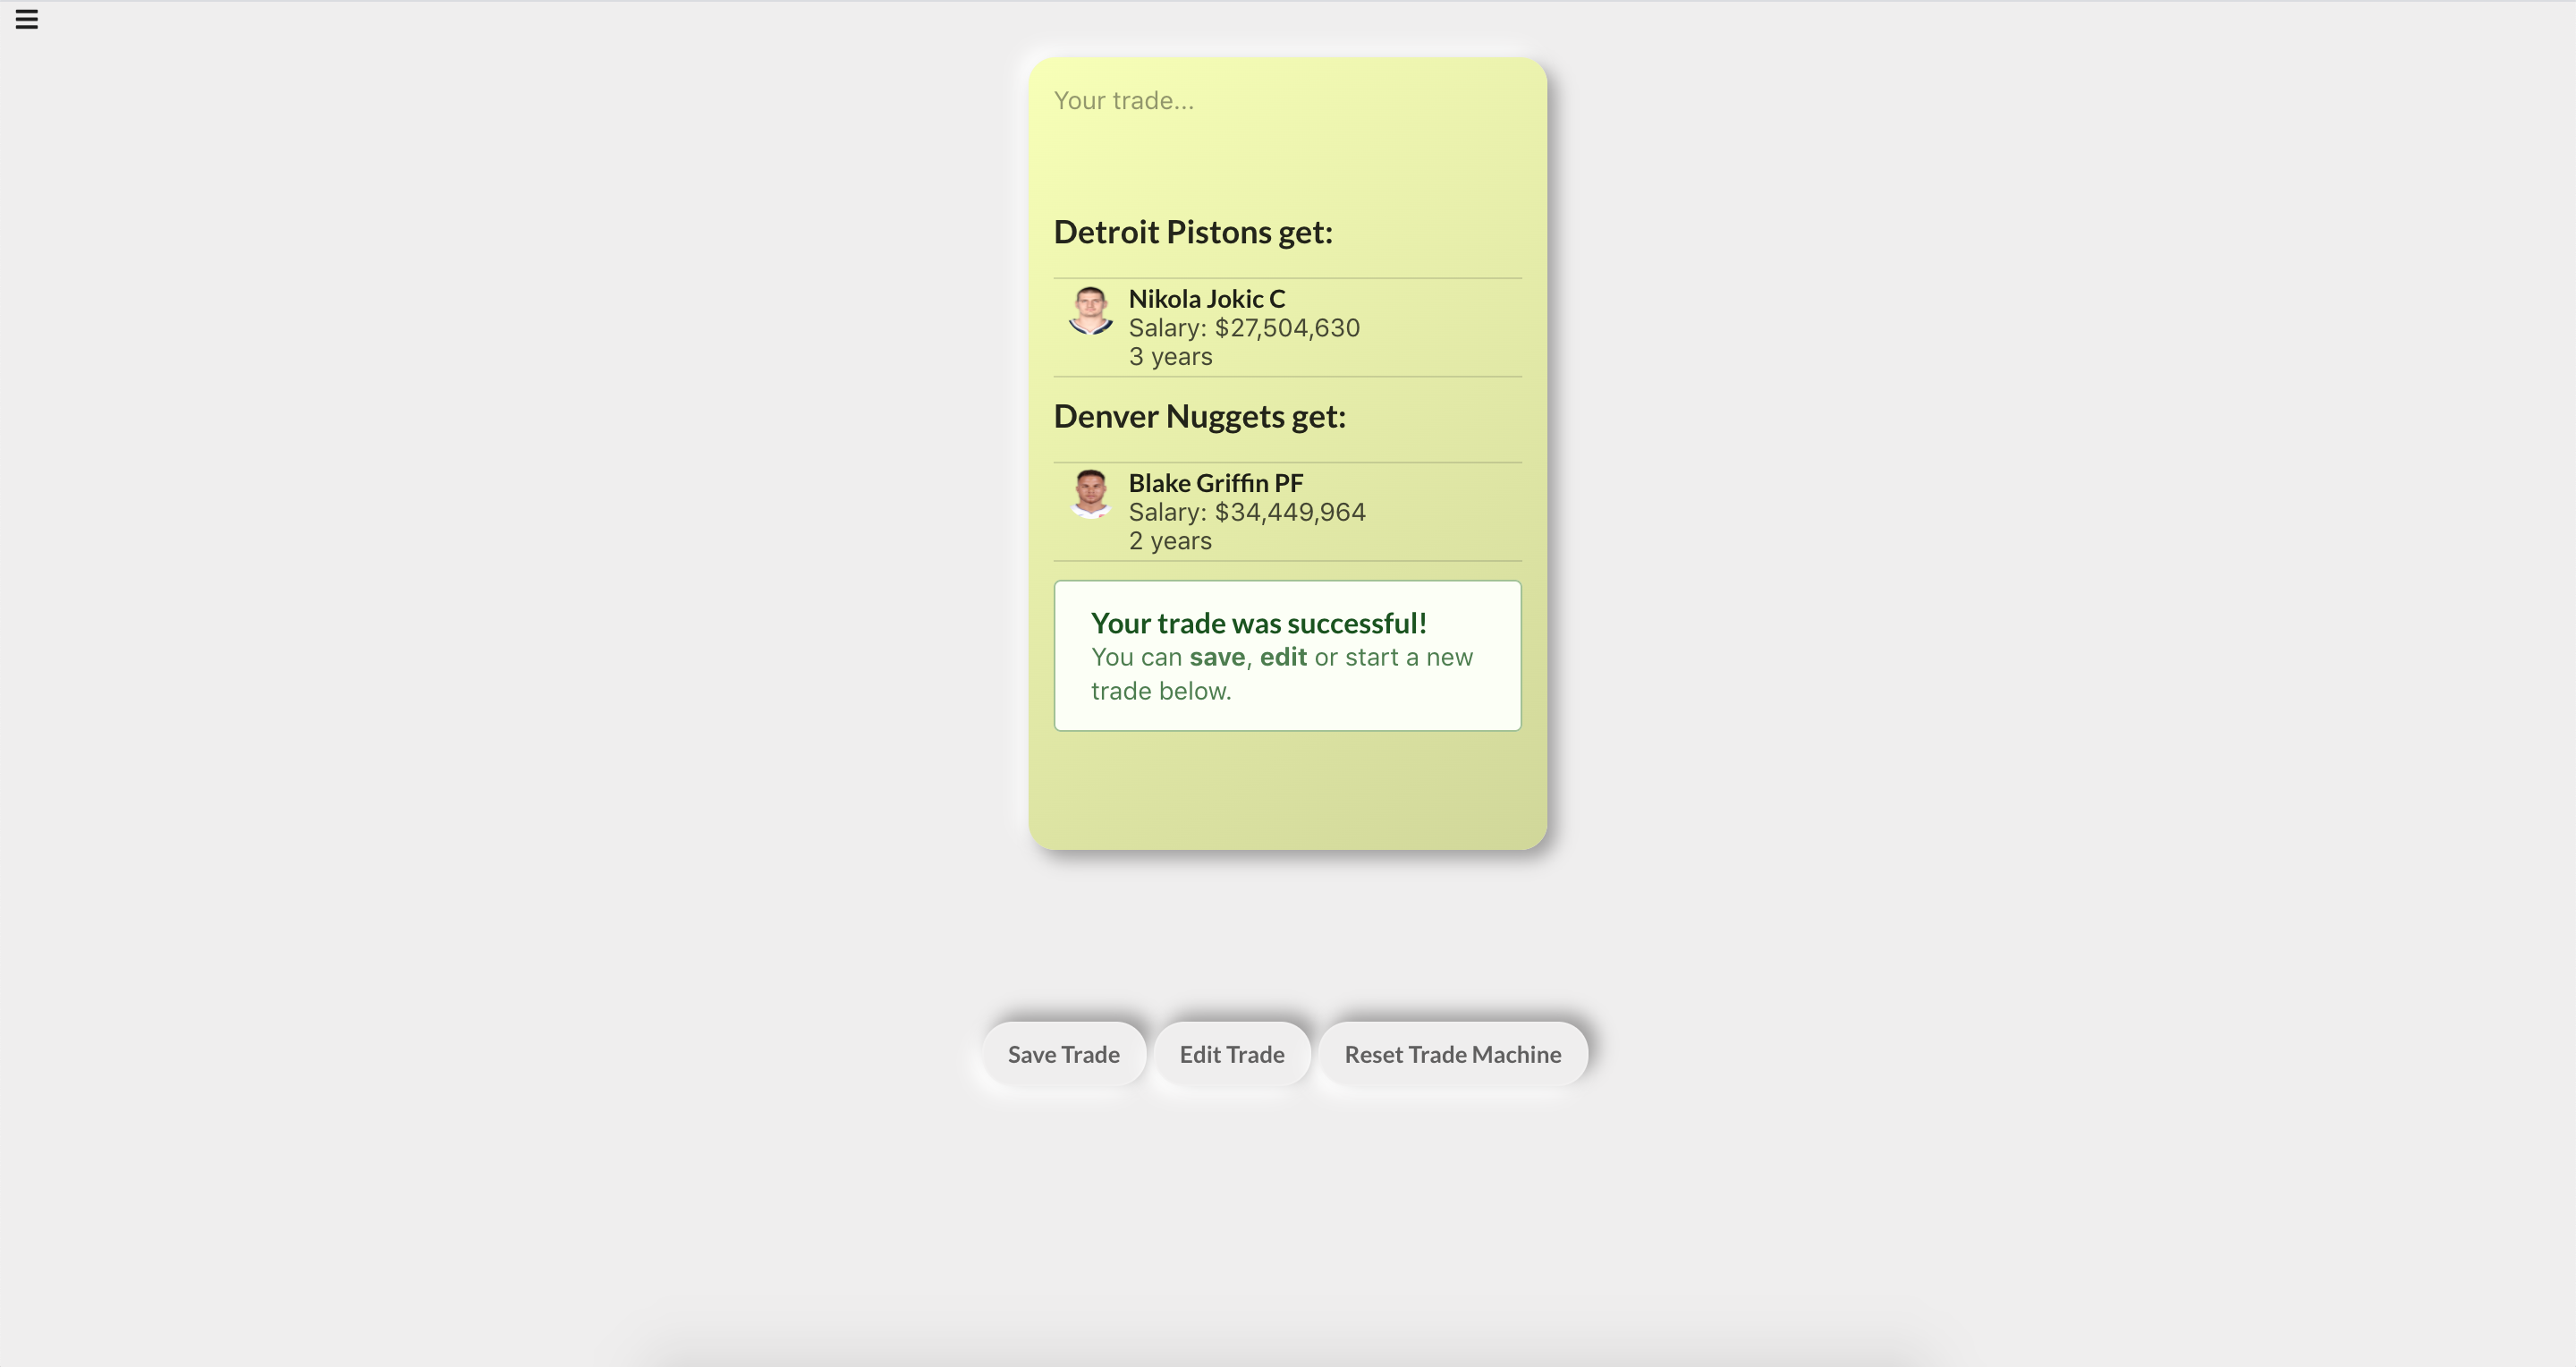 Your trade...
Detroit Pistons get:
Nikola Jokic C
Salary: $27,504,630
3 years
Denver Nuggets get:
Blake Griffin PF
Salary: $34,449,964
2 years
Your trade was successful!
You can save, edit or start a new
trade below.
Save Trade
Edit Trade
Reset Trade Machine